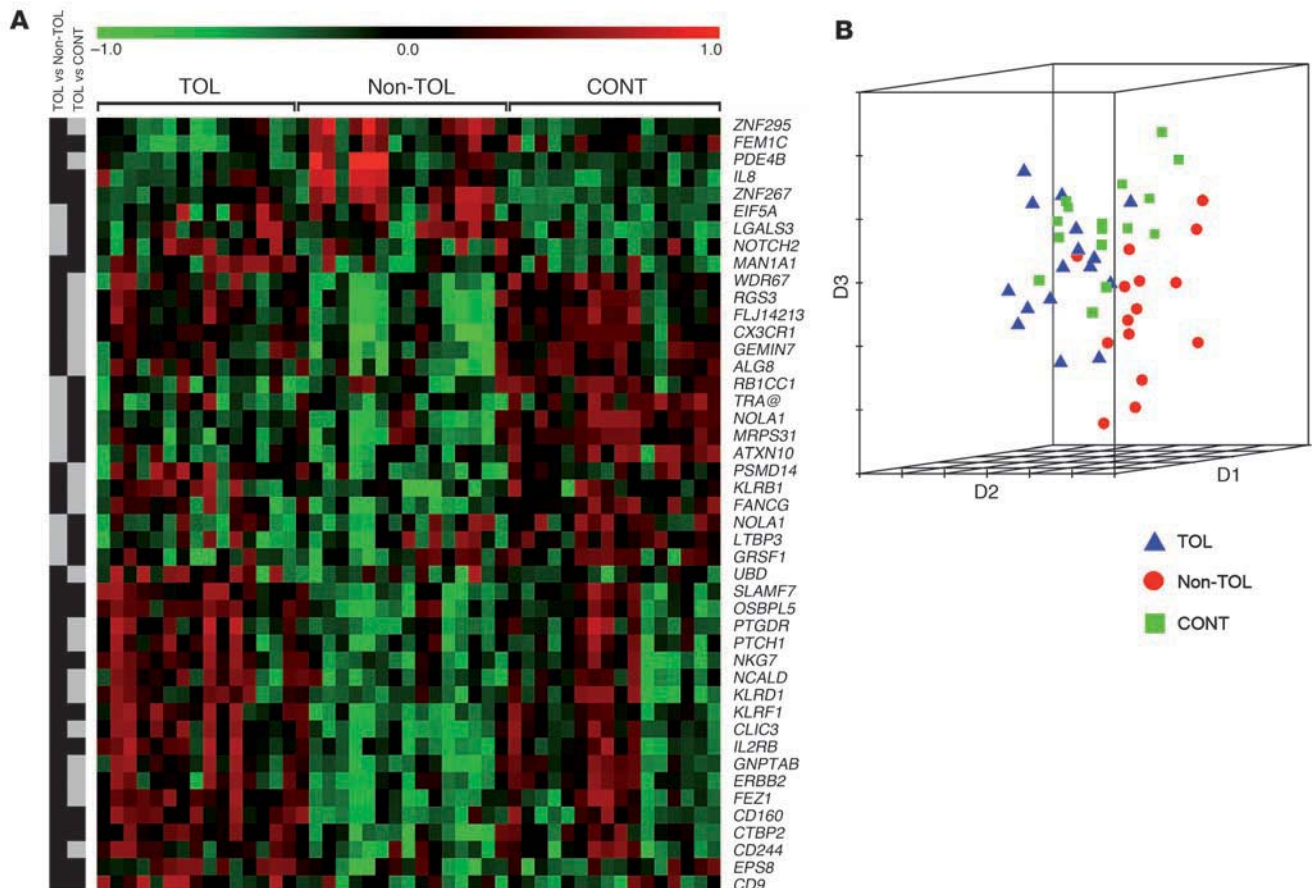 A
−1.0
0.0
1.0
TOL vs Non-TOL
TOL vs CONT
TOL
Non-TOL
CONT
ZNF295
FEM1C
PDE4B
IL8
ZNF267
EIF5A
LGALS3
NOTCH2
MAN1A1
WDR67
RGS3
FLJ14213
CX3CR1
GEMIN7
ALG8
RB1CC1
TRA@
NOLA1
MRPS31
ATXN10
PSMD14
KLRB1
FANCG
NOLA1
LTBP3
GRSF1
UBD
SLAMF7
OSBPL5
PTGDR
PTCH1
NKG7
NCALD
KLRD1
KLRF1
CLIC3
IL2RB
GNPTAB
ERBB2
FEZ1
CD160
CTBP2
CD244
EPS8
CD9
B
D3
D2
D1
TOL
Non-TOL
CONT